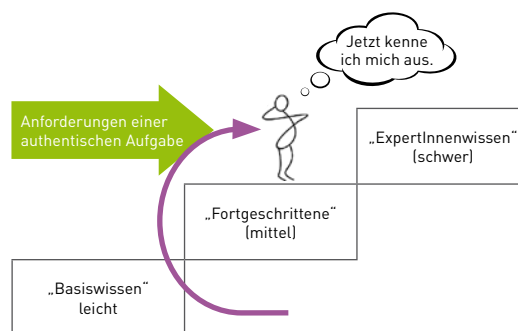 Jetzt kenne
ich mich aus.
Anforderungen einer
authentischen Aufgabe
„ExpertInnenwissen“
(schwer)
„Fortgeschrittene“
(mittel)
„Basiswissen“
leicht